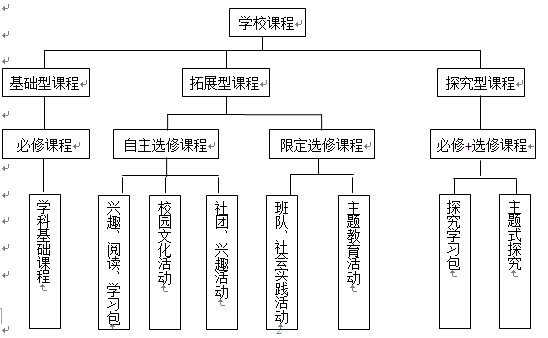 学校课程
基础型课程
拓展型课程
探究型课程
必修课程
自主选修课程
限定选修课程
必修+选修课程
学科基础课程
兴趣、阅读、学习包
校园文化活动
社团、兴趣活动
班队、社会实践活动
主题教育活动
探究学习包
主题式探究